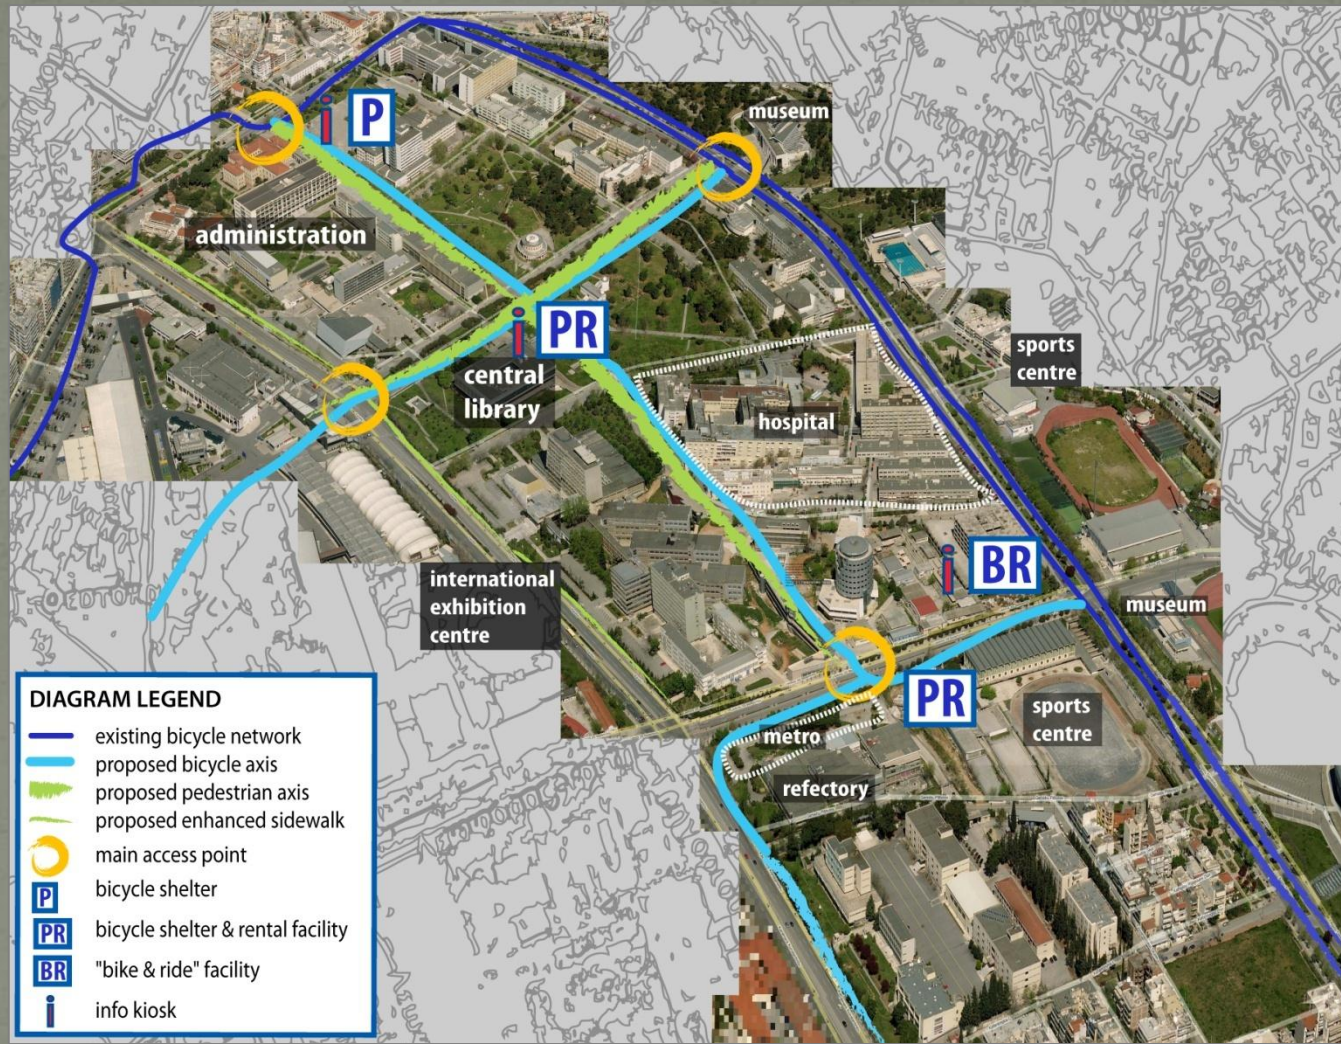 museum
P
administration
PR
central
library
sports
centre
hospital
international
exhibition
centre
BR
museum
PR
sports
centre
metro
refectory
DIAGRAM LEGEND
existing bicycle network
proposed bicycle axis
proposed pedestrian axis
proposed enhanced sidewalk
main access point
P bicycle shelter
PR bicycle shelter & rental facility
BR "bike & ride" facility
i info kiosk